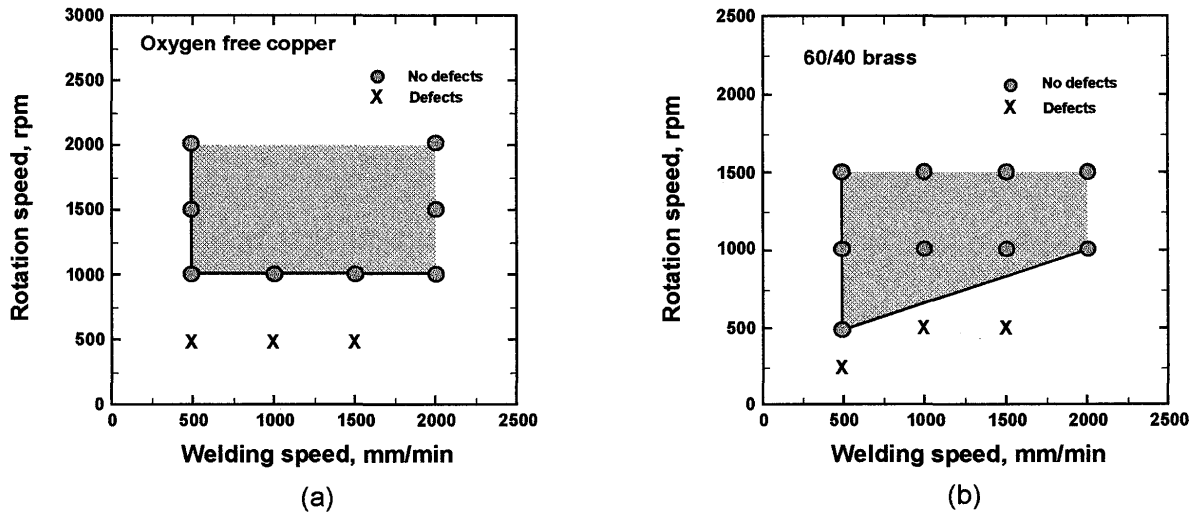 3000
Oxygen free copper
2500
No defects
X Defects
2000
1500
1000
500
X X X
0
0 500 1000 1500 2000 2500
Rotation speed, rpm
Welding speed, mm/min
(a)
2500
60/40 brass
2000
No defects
X Defects
1500
1000
500
X X
X
0
0 500 1000 1500 2000 2500
Rotation speed, rpm
Welding speed, mm/min
(b)